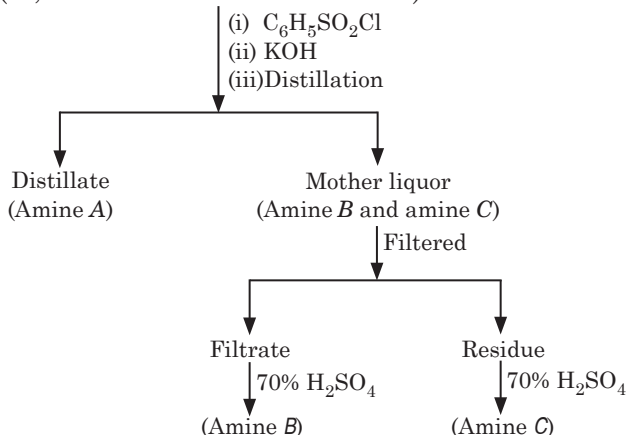 (i) C₆H₅SO₂Cl
(ii) KOH
(iii)Distillation
Distillate
(Amine A)
Mother liquor
(Amine B and amine C)
Filtered
Filtrate
Residue
70% H₂SO₄
70% H₂SO₄
(Amine B)
(Amine C)